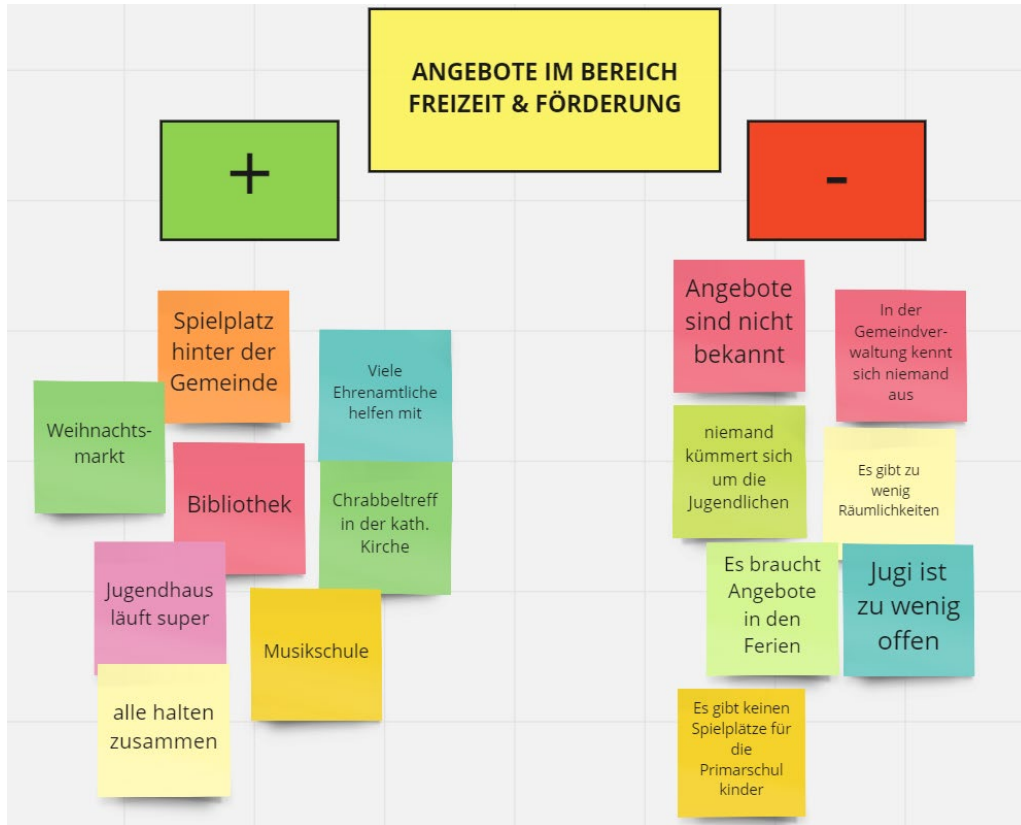 ANGEBOTE IM BEREICH
FREIZEIT & FÖRDERUNG
+
-
Spielplatz
hinter der
Gemeinde
Viele
Ehrenamtliche
helfen mit
Weihnachts-
markt
Bibliothek
Chrabbeltreff
in der kath.
Kirche
Jugendhaus
läuft super
Musikschule
alle halten
zusammen
Angebote
sind nicht
bekannt
In der
Gemeindver-
waltung kennt
sich niemand
aus
niemand
kümmert sich
um die
Jugendlichen
Es gibt zu
wenig
Räumlichkeiten
Es braucht
Angebote
in den
Ferien
Jugi ist
zu wenig
offen
Es gibt keinen
Spielplätze für
die
Primarschul
kinder